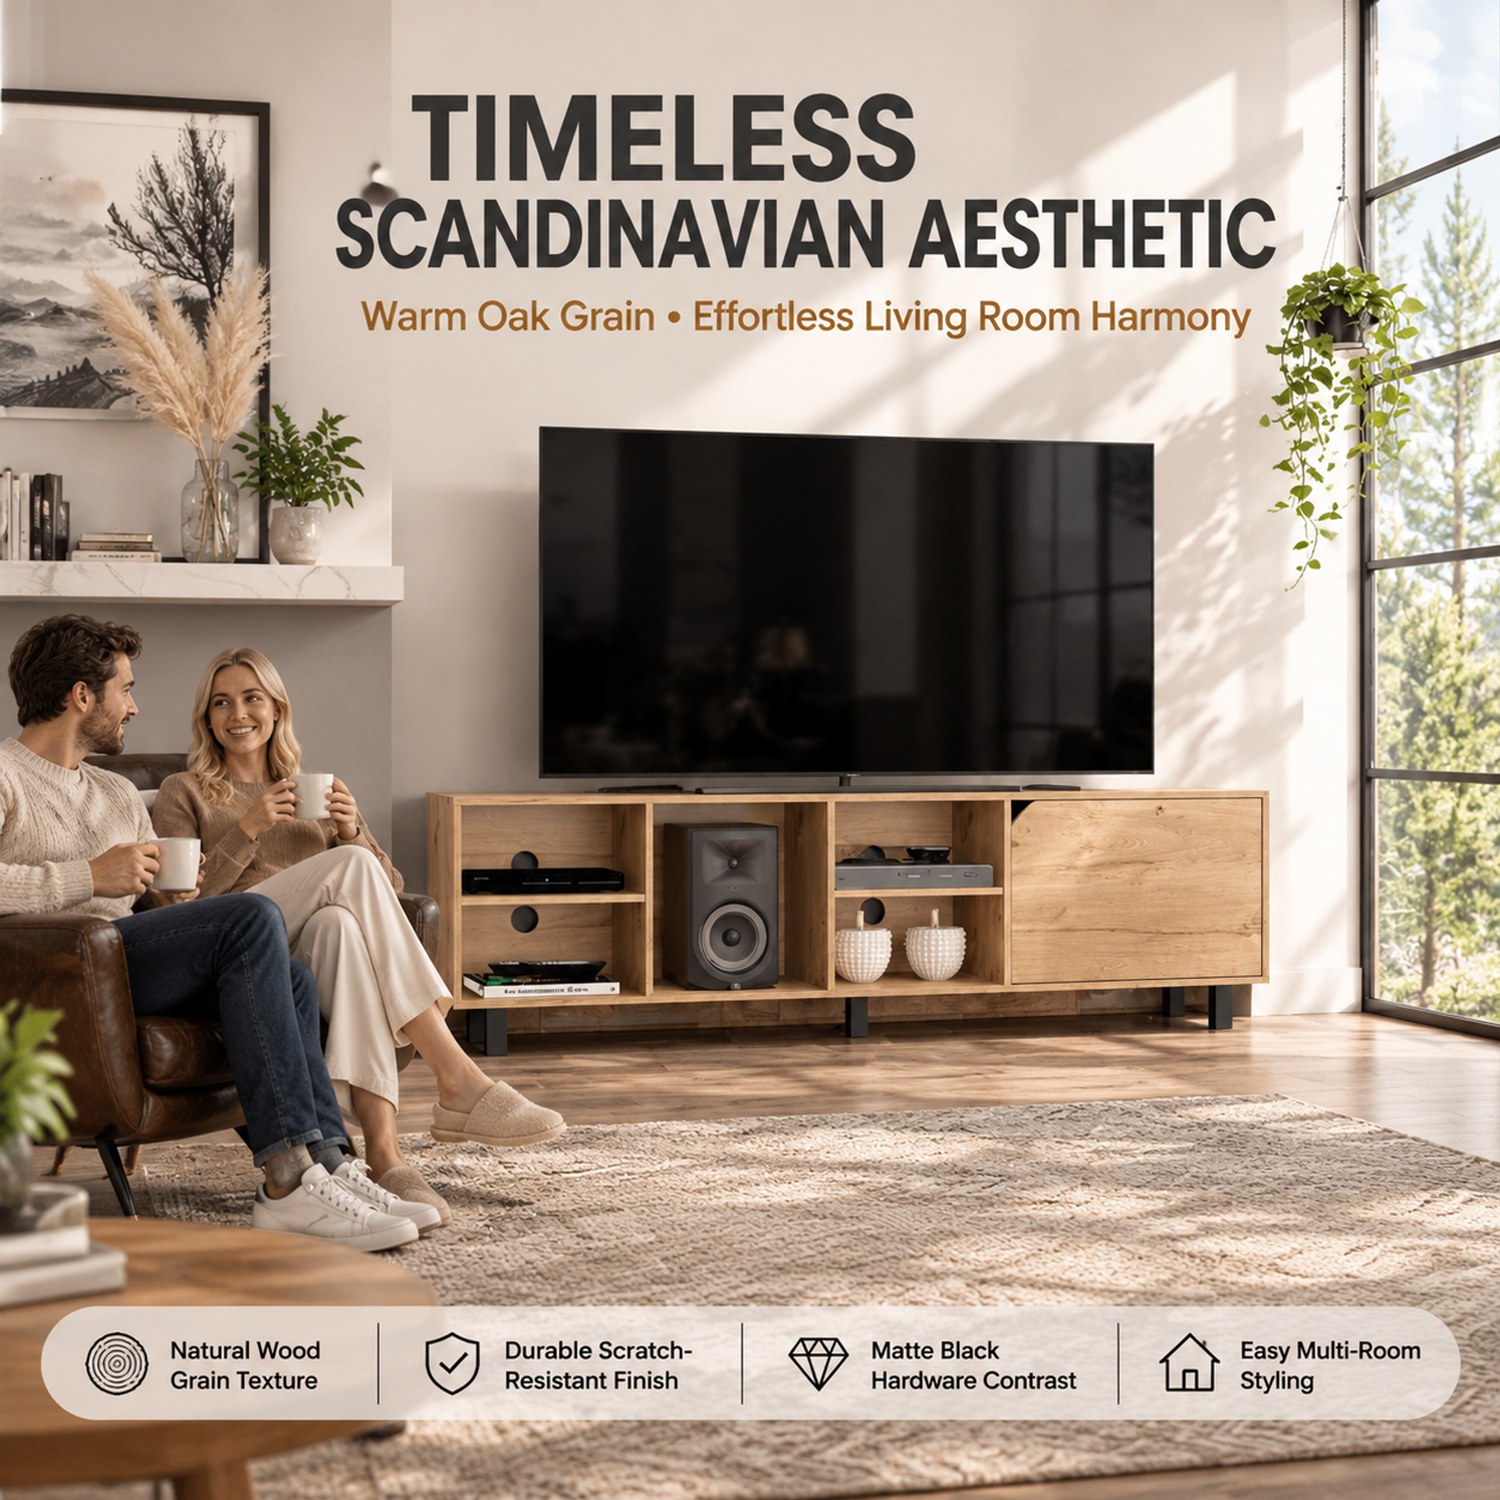 TIMELESS
SCANDINAVIAN AESTHETIC
Warm Oak Grain • Effortless Living Room Harmony
Natural Wood
Grain Texture
Durable Scratch-
Resistant Finish
Matte Black
Hardware Contrast
Easy Multi-Room
Styling